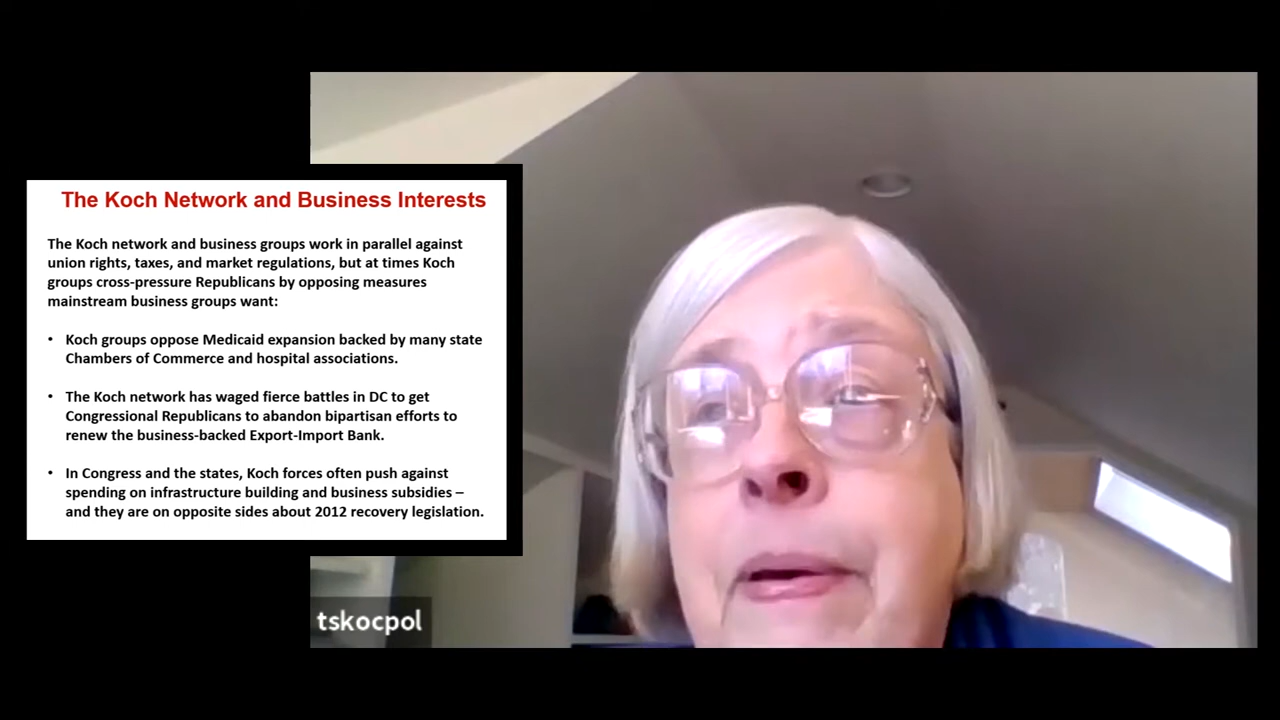 The Koch Network and Business Interests
The Koch network and business groups work in parallel against
union rights, taxes, and market regulations, but at times Koch
groups cross-pressure Republicans by opposing measures
mainstream business groups want:
• Koch groups oppose Medicaid expansion backed by many state
Chambers of Commerce and hospital associations.
• The Koch network has waged fierce battles in DC to get
Congressional Republicans to abandon bipartisan efforts to
renew the business-backed Export-Import Bank.
• In Congress and the states, Koch forces often push against
spending on infrastructure building and business subsidies –
and they are on opposite sides about 2012 recovery legislation.
tskocpol